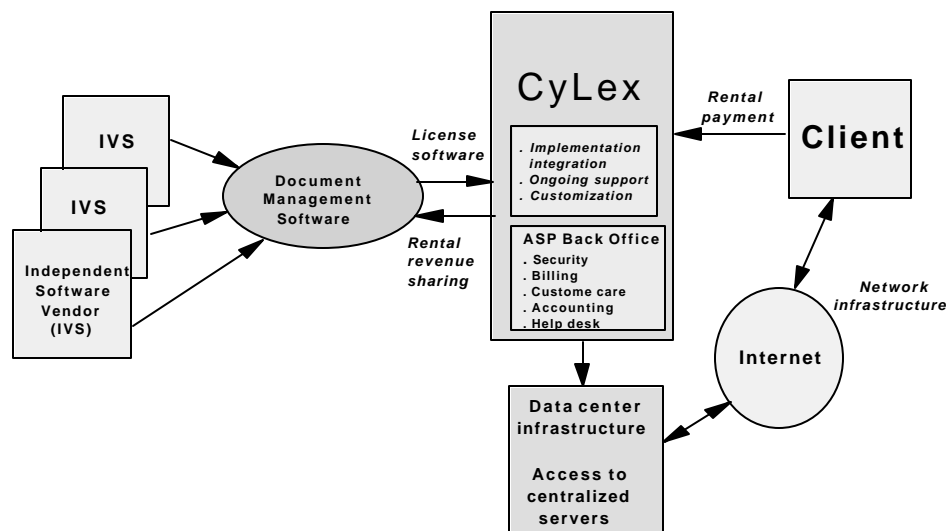 IVS
IVS
Independent
Software
Vendor
(IVS)
Document
Management
Software
License
software
Rental
revenue
sharing
CyLex
. Implementation
integration
. Ongoing support
. Customization
ASP Back Office
. Security
. Billing
. Custome care
. Accounting
. Help desk
Rental
payment
Client
Network
infrastructure
Internet
Data center
infrastructure
Access to
centralized
servers